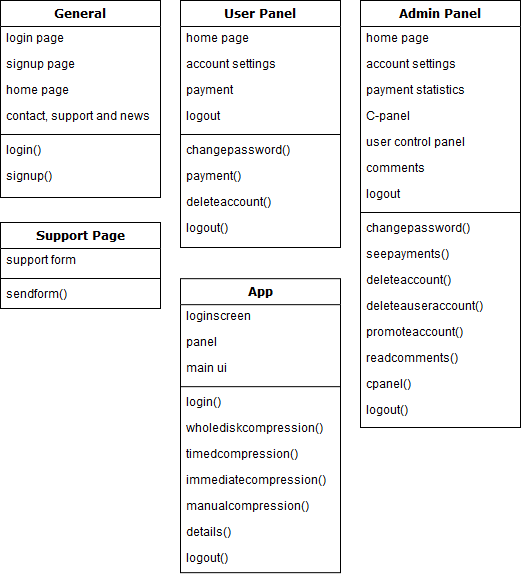 General
login page
signup page
home page
contact, support and news
login()
signup()
Support Page
support form
sendform()
User Panel
home page
account settings
payment
logout
changepassword()
payment()
deleteaccount()
logout()
App
loginscreen
panel
main ui
login()
wholediskcompression()
timedcompression()
immediatecompression()
manualcompression()
details()
logout()
Admin Panel
home page
account settings
payment statistics
C-panel
user control panel
comments
logout
changepassword()
seepayments()
deleteaccount()
deleteauseraccount()
promoteaccount()
readcomments()
cpanel()
logout()